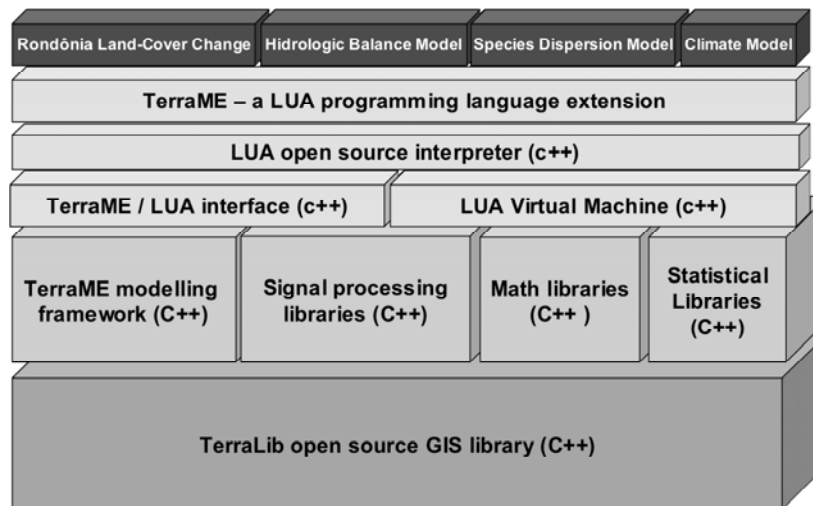 Rondônia Land-Cover Change
Hidrologic Balance Model
Species Dispersion Model
Climate Model
TerraME – a LUA programming language extension
LUA open source interpreter (c++)
TerraME / LUA interface (c++)
LUA Virtual Machine (c++)
TerraME modelling
framework (C++)
Signal processing
libraries (C++)
Math libraries
(C++ )
Statistical
Libraries
(C++)
TerraLib open source GIS library (C++)